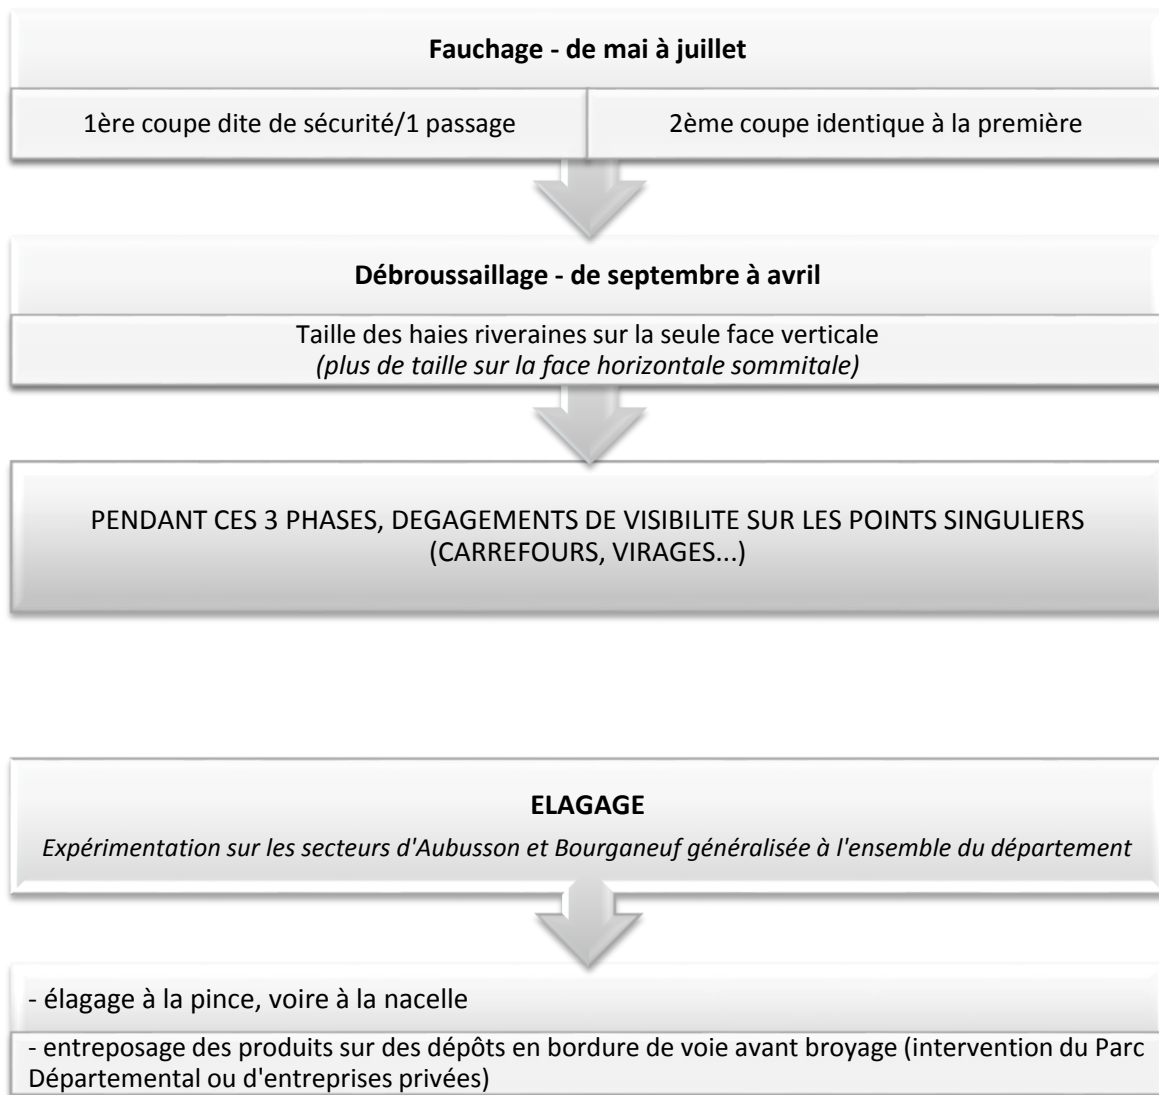 Fauchage - de mai à juillet
1ère coupe dite de sécurité/1 passage
2ème coupe identique à la première
Débroussaillage - de septembre à avril
Taille des haies riveraines sur la seule face verticale
(plus de taille sur la face horizontale sommitale)
PENDANT CES 3 PHASES, DEGAGEMENTS DE VISIBILITE SUR LES POINTS SINGULIERS
(CARREFOURS, VIRAGES...)
ELAGAGE
Expérimentation sur les secteurs d'Aubusson et Bourganeuf généralisée à l'ensemble du département
- élagage à la pince, voire à la nacelle
- entreposage des produits sur des dépôts en bordure de voie avant broyage (intervention du Parc
Départemental ou d'entreprises privées)